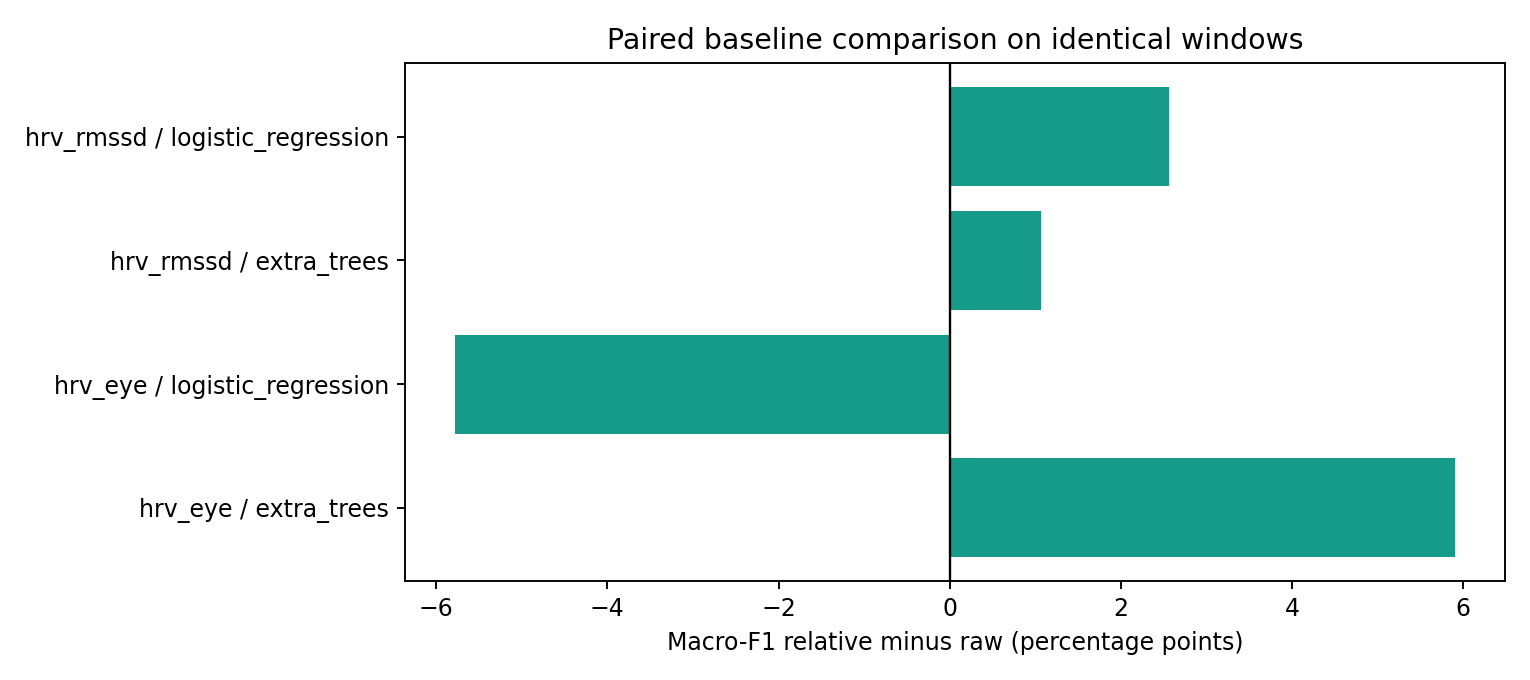 Paired baseline comparison on identical windows
hrv_rmssd / logistic_regression
hrv_rmssd / extra_trees
hrv_eye / logistic_regression
hrv_eye / extra_trees
−6 −4 −2 0 2 4 6
Macro-F1 relative minus raw (percentage points)